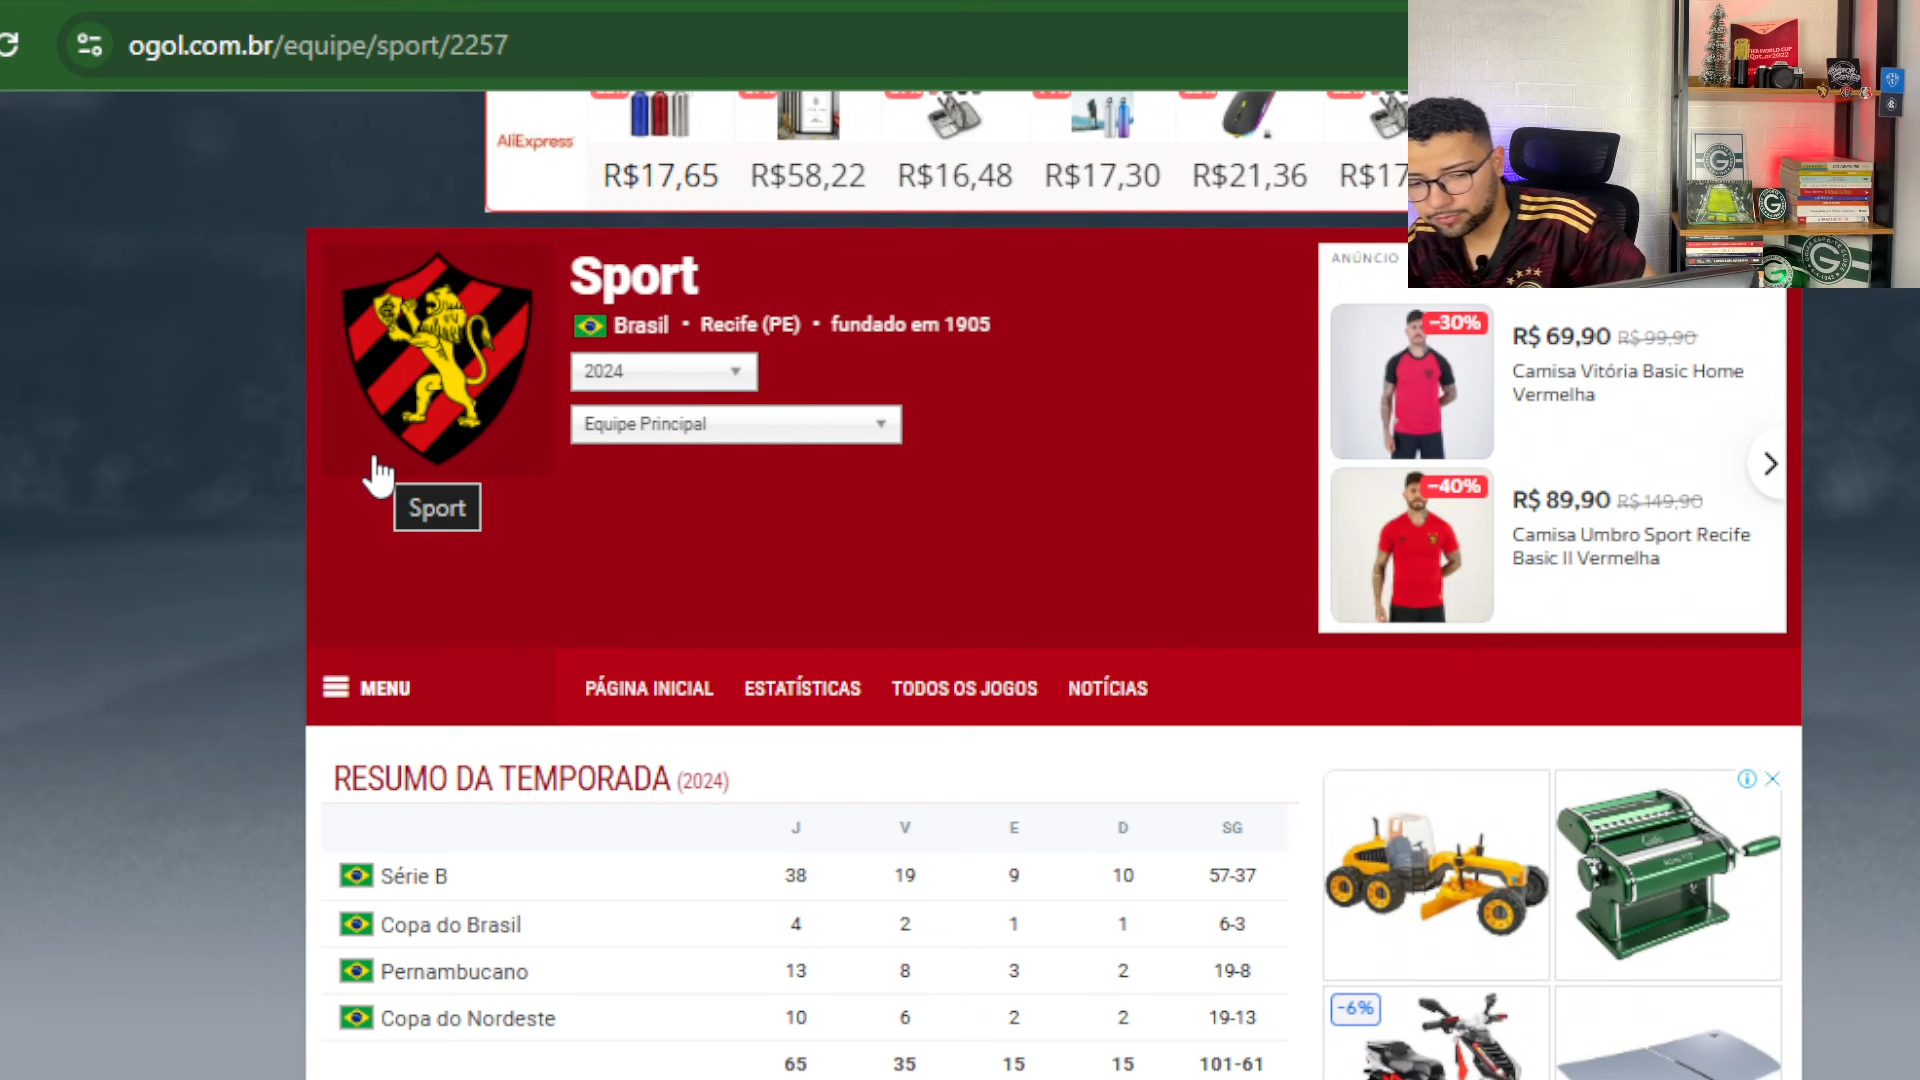 ogol.com.br/equipe/sport/2257
AliExpress
R$17,65
R$58,22
R$16,48
R$17,30
R$21,36
R$17
FIFA WORLD CUP
Sport
Brasil · Recife (PE) · fundado em 1905
2024
Equipe Principal
Sport
ANÚNCIO
-30%
R$ 69,90 R$ 99,90
Camisa Vitória Basic Home
Vermelha
-40%
R$ 89,90 R$ 149,90
Camisa Umbro Sport Recife
Basic II Vermelha
MENU
PÁGINA INICIAL
ESTATÍSTICAS
TODOS OS JOGOS
NOTÍCIAS
RESUMO DA TEMPORADA (2024)
J V E D SG
Série B 38 19 9 10 57-37
Copa do Brasil 4 2 1 1 6-3
Pernambucano 13 8 3 2 19-8
Copa do Nordeste 10 6 2 2 19-13
65 35 15 15 101-61
-6%